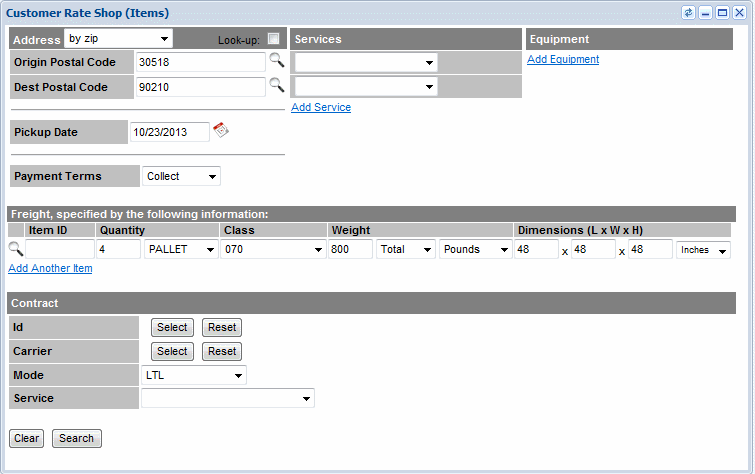 Customer Rate Shop (Items)
Address by zip Look-up: Services Equipment
Origin Postal Code 30518 Add Equipment
Dest Postal Code 90210
Add Service
Pickup Date 10/23/2013
Payment Terms Collect
Freight, specified by the following information:
Item ID Quantity Class Weight Dimensions (L x W x H)
4 PALLET 070 800 Total Pounds 48 x 48 x 48 Inches
Add Another Item
Contract
Id Select Reset
Carrier Select Reset
Mode LTL
Service
Clear Search